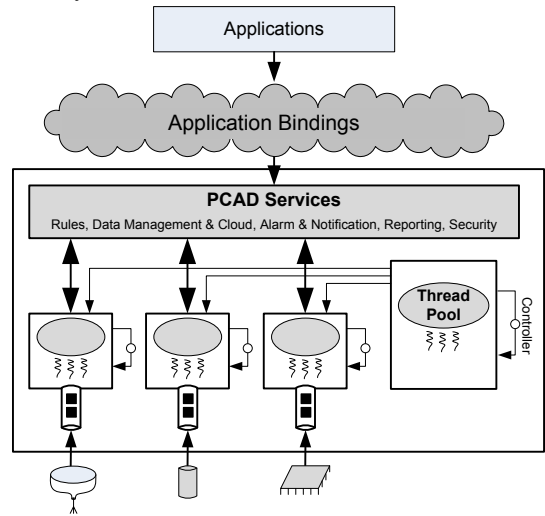 Applications
Application Bindings
PCAD Services
Rules, Data Management & Cloud, Alarm & Notification, Reporting, Security
Thread
Pool
Controller